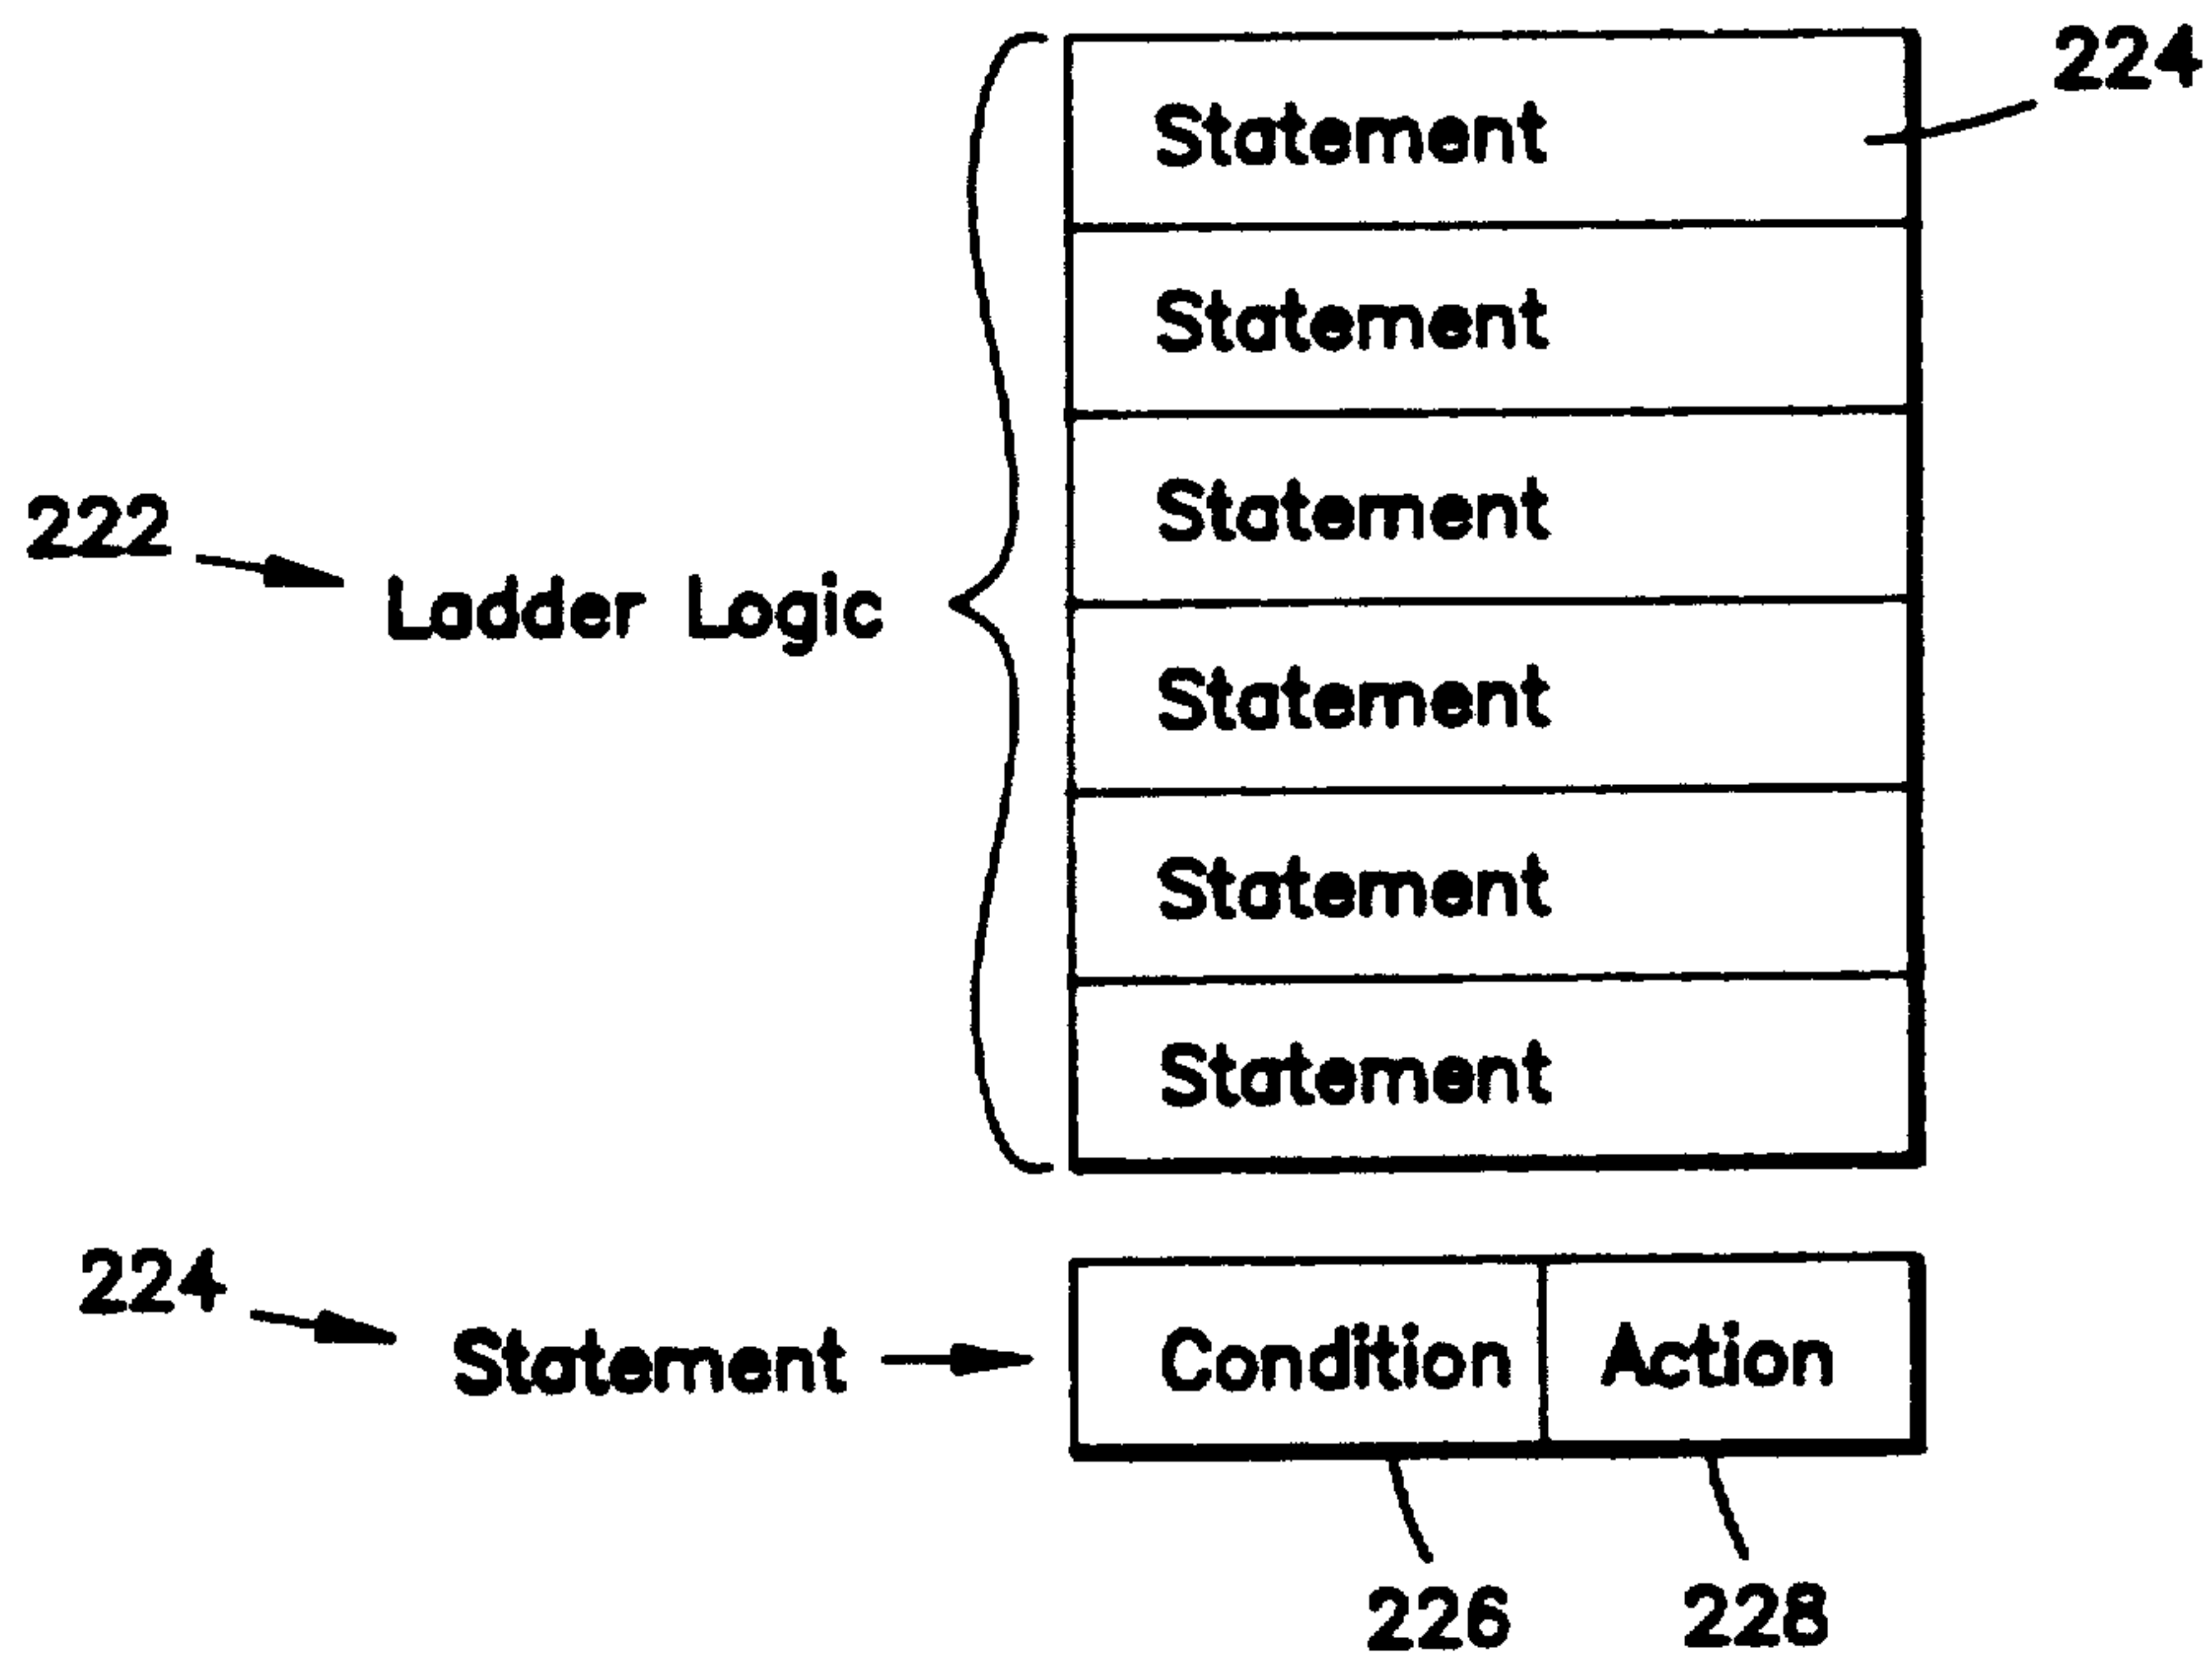 224
Statement
Statement
Statement
222
Ladder Logic
Statement
Statement
Statement
224
Statement
Condition Action
226 228